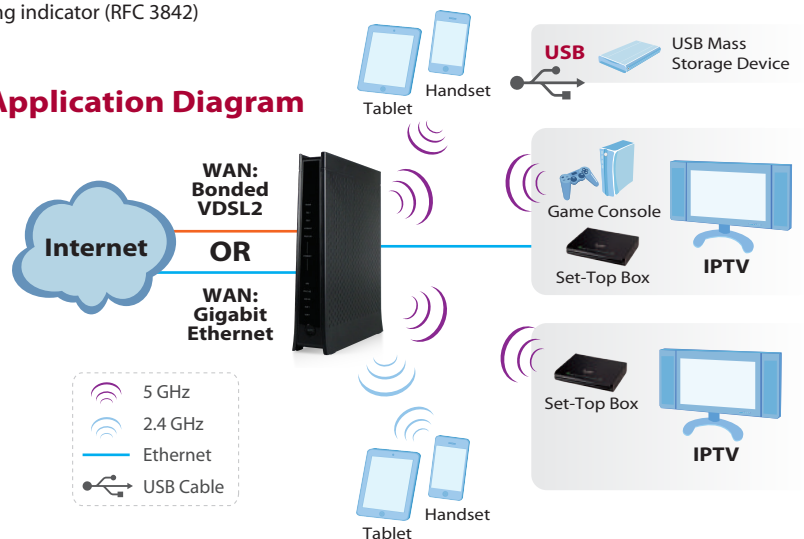 ng indicator (RFC 3842)
Application Diagram
Tablet
Handset
USB
USB Mass
Storage Device
WAN:
Bonded
VDSL2
Internet
OR
WAN:
Gigabit
Ethernet
Game Console
Set-Top Box
IPTV
5 GHz
2.4 GHz
Ethernet
USB Cable
Set-Top Box
IPTV
Tablet
Handset